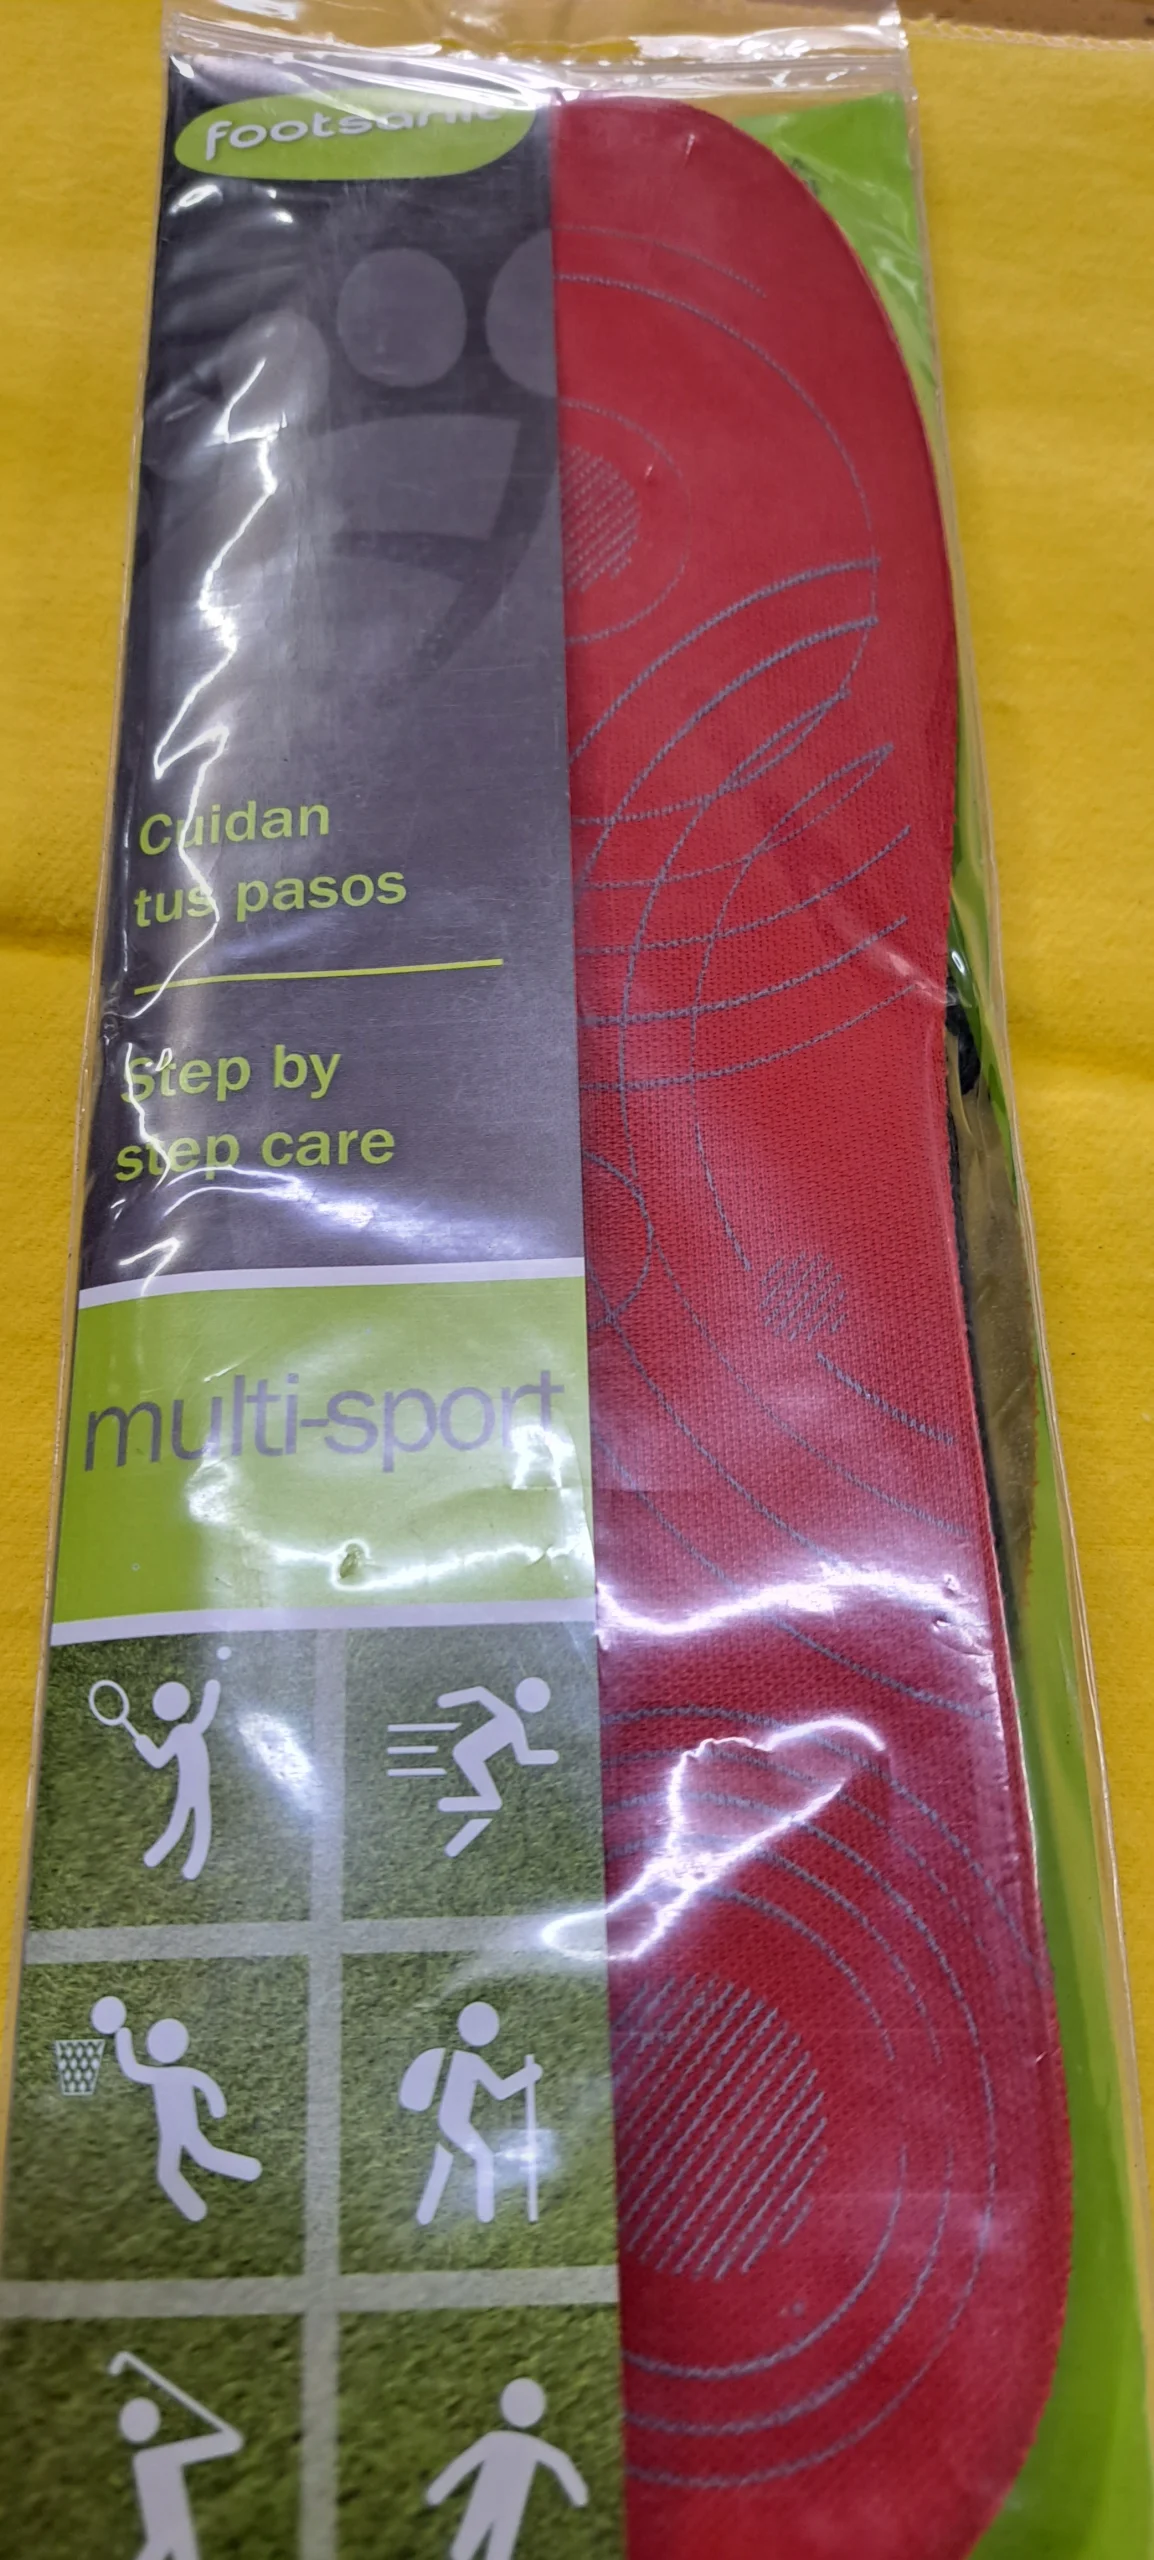 Cuidan
tus pasos
Step by
step care
multi-sport